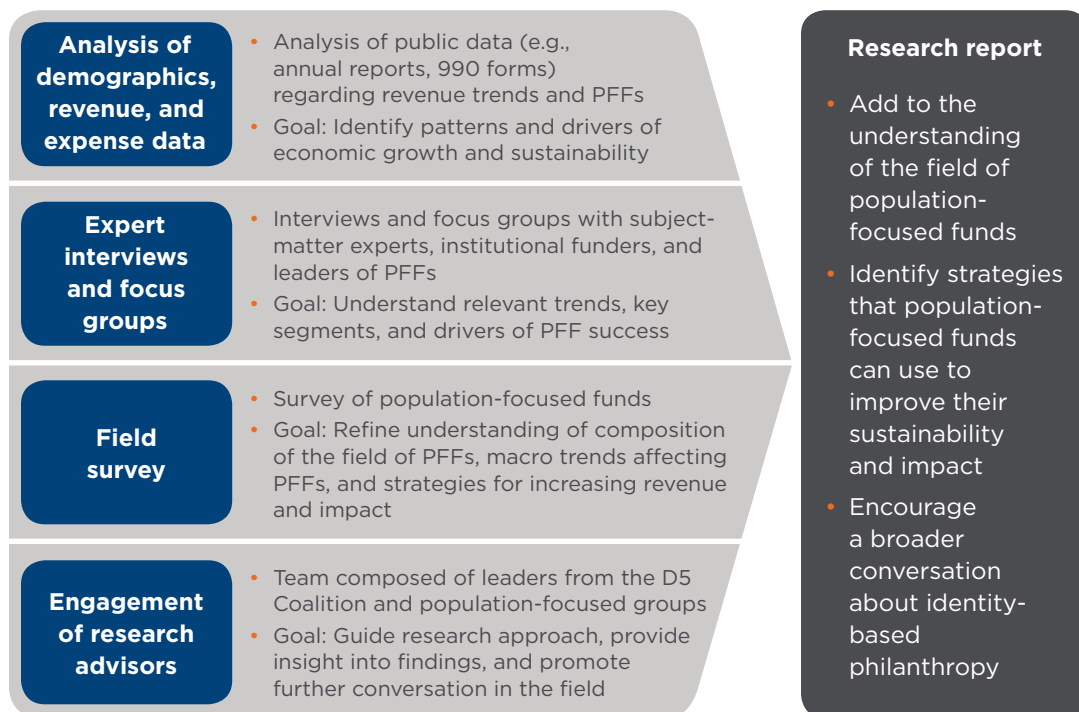 Analysis of
demographics,
revenue, and
expense data
• Analysis of public data (e.g.,
annual reports, 990 forms)
regarding revenue trends and PFFs
• Goal: Identify patterns and drivers of
economic growth and sustainability
Expert
interviews
and focus
groups
• Interviews and focus groups with subject-
matter experts, institutional funders, and
leaders of PFFs
• Goal: Understand relevant trends, key
segments, and drivers of PFF success
Field
survey
• Survey of population-focused funds
• Goal: Refine understanding of composition
of the field of PFFs, macro trends affecting
PFFs, and strategies for increasing revenue
and impact
Engagement
of research
advisors
• Team composed of leaders from the D5
Coalition and population-focused groups
• Goal: Guide research approach, provide
insight into findings, and promote
further conversation in the field
Research report
• Add to the
understanding
of the field of
population-
focused funds
• Identify strategies
that population-
focused funds
can use to
improve their
sustainability
and impact
• Encourage
a broader
conversation
about identity-
based
philanthropy